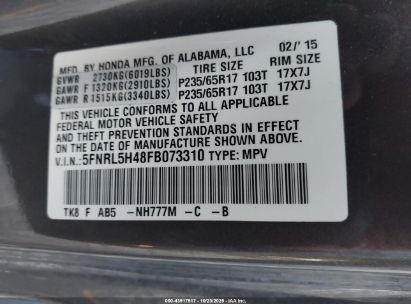 MFD. BY HONDA MFG. OF ALABAMA, LLC 02/' 15
GVWR 2730KG(6019LBS) TIRE SIZE RIM SIZE
GAWR F 1320KG(2910LBS) P235/65R17 103T 17X7J
GAWR R 1515KG(3340LBS) P235/65R17 103T 17X7J
THIS VEHICLE CONFORMS TO ALL APPLICABLE
FEDERAL MOTOR VEHICLE SAFETY
AND THEFT PREVENTION STANDARDS IN EFFECT
ON THE DATE OF MANUFACTURE SHOWN ABOVE.
V.I.N:5FNRL5H48FB073310 TYPE: MPV
TK8 F AB5 -NH777M -C -B